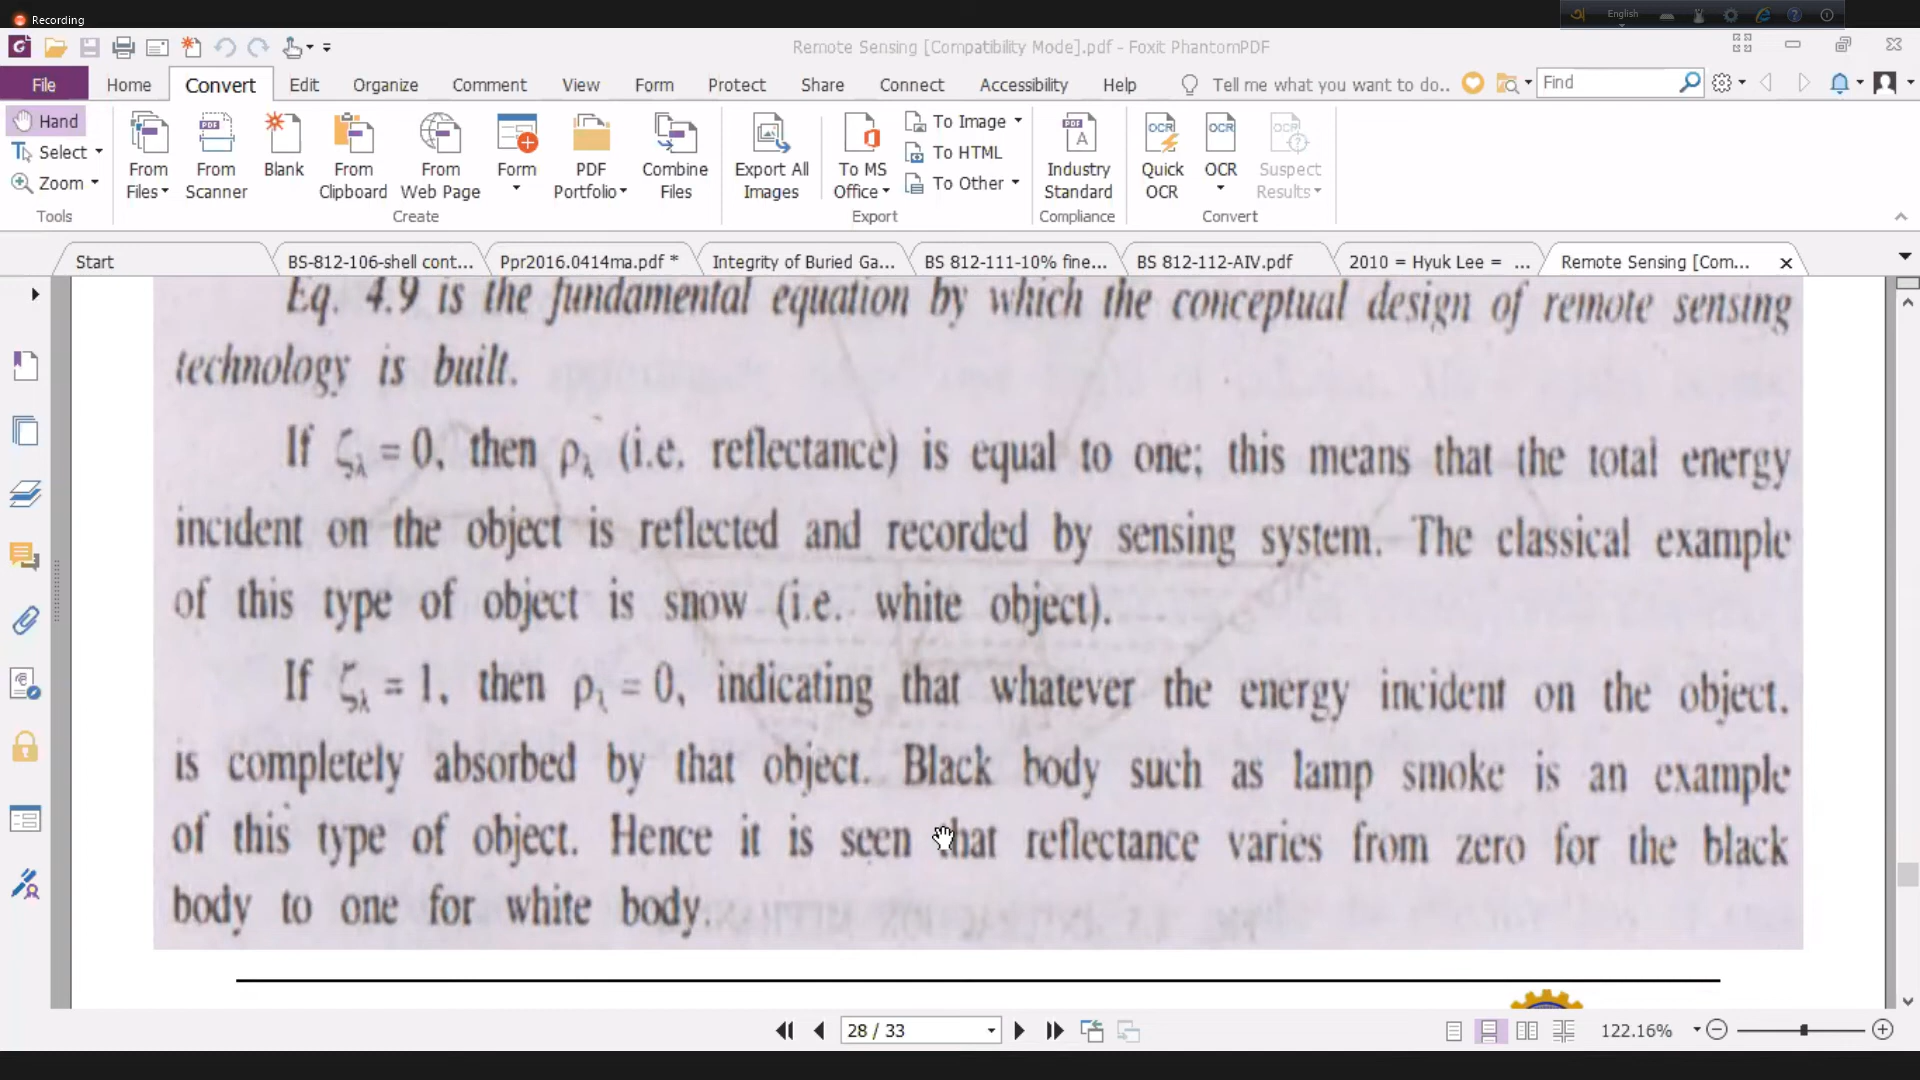 Recording
English
Remote Sensing [Compatibility Mode].pdf - Foxit PhantomPDF
File Home Convert Edit Organize Comment View Form Protect Share Connect Accessibility Help Tell me what you want to do.. Find
Hand
Select
Zoom
Tools
From Files
From Scanner
Blank
From Clipboard
From Web Page
Form
PDF Portfolio
Combine Files
Create
Export All Images
To MS Office
To Image
To HTML
To Other
Export
Industry Standard
Compliance
Quick OCR
OCR
Suspect Results
Convert
Start BS-812-106-shell cont... Ppr2016.0414ma.pdf * Integrity of Buried Ga... BS 812-111-10% fine... BS 812-112-AIV.pdf 2010 = Hyuk Lee = ... Remote Sensing [Com...
Eq. 4.9 is the fundamental equation by which the conceptual design of remote sensing
technology is built.
If ζλ = 0, then ρλ (i.e. reflectance) is equal to one; this means that the total energy
incident on the object is reflected and recorded by sensing system. The classical example
of this type of object is snow (i.e. white object).
If ζλ = 1, then ρλ = 0, indicating that whatever the energy incident on the object.
is completely absorbed by that object. Black body such as lamp smoke is an example
of this type of object. Hence it is seen that reflectance varies from zero for the black
body to one for white body.
28 / 33
122.16%